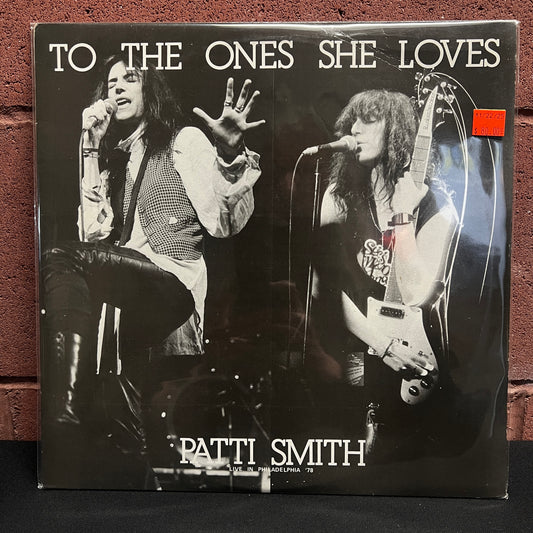 TO THE ONES SHE LOVES
PATTI SMITH
LIVE IN PHILADELPHIA '78